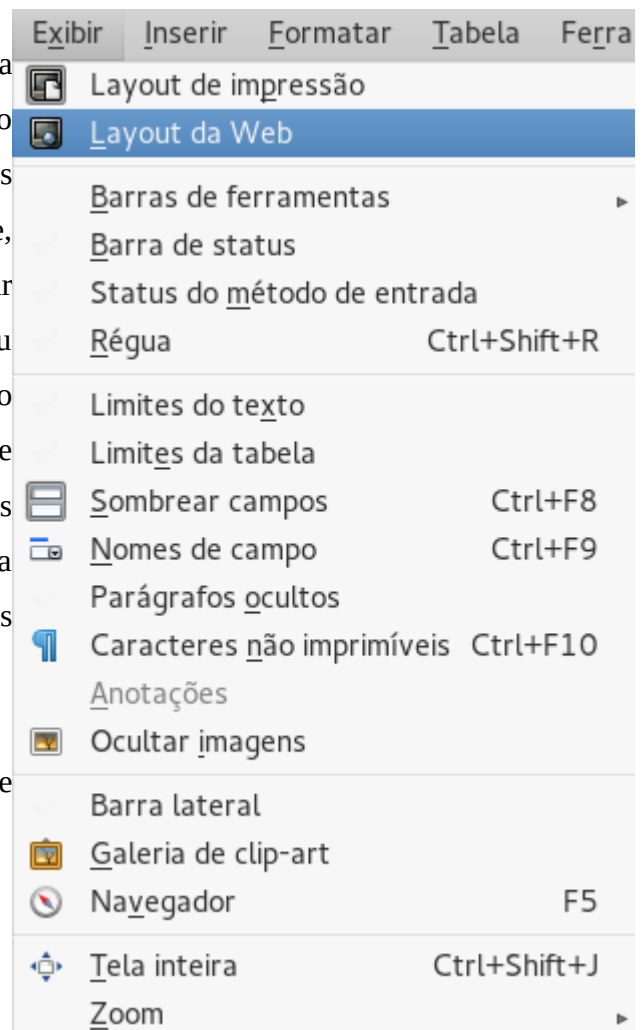 Exibir Inserir Formatar Tabela Ferra
a
Layout de impressão
o
Layout da Web
s
Barras de ferramentas
e,
Barra de status
r
Status do método de entrada
u
Régua Ctrl+Shift+R
o
Limites do texto
e
Limites da tabela
s
Sombrear campos Ctrl+F8
a
Nomes de campo Ctrl+F9
s
Parágrafos ocultos
Caracteres não imprimíveis Ctrl+F10
Anotações
Ocultar imagens
e
Barra lateral
Galeria de clip-art
Navegador F5
Tela inteira Ctrl+Shift+J
Zoom